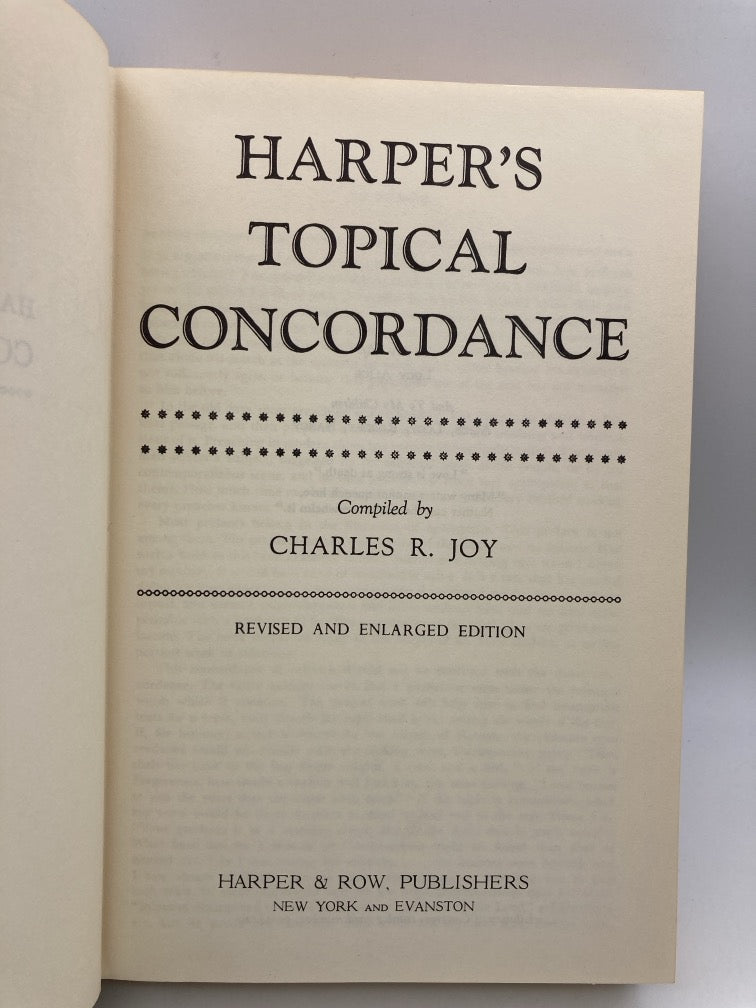 HARPER'S
TOPICAL
CONCORDANCE
Compiled by
CHARLES R. JOY
REVISED AND ENLARGED EDITION
HARPER & ROW, PUBLISHERS
NEW YORK AND EVANSTON